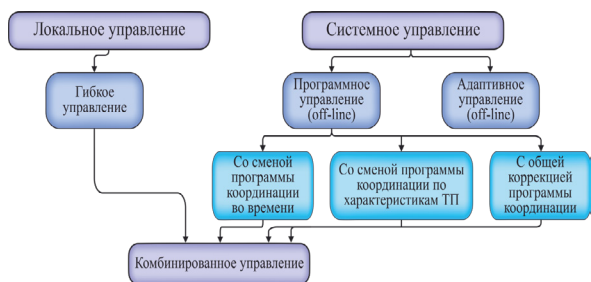 Локальное управление
Системное управление
Гибкое
управление
Программное
управление
(off-line)
Адаптивное
управление
(off-line)
Со сменой
программы
координации
во времени
Со сменой программы
координации по
характеристикам ТП
С общей
коррекцией
программы
координации
Комбинированное управление